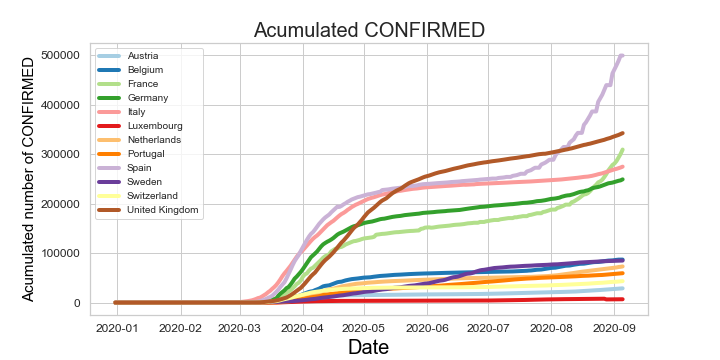 Acumulated CONFIRMED
Acumulated number of CONFIRMED
500000
400000
300000
200000
100000
0
Austria
Belgium
France
Germany
Italy
Luxembourg
Netherlands
Portugal
Spain
Sweden
Switzerland
United Kingdom
2020-01 2020-02 2020-03 2020-04 2020-05 2020-06 2020-07 2020-08 2020-09
Date